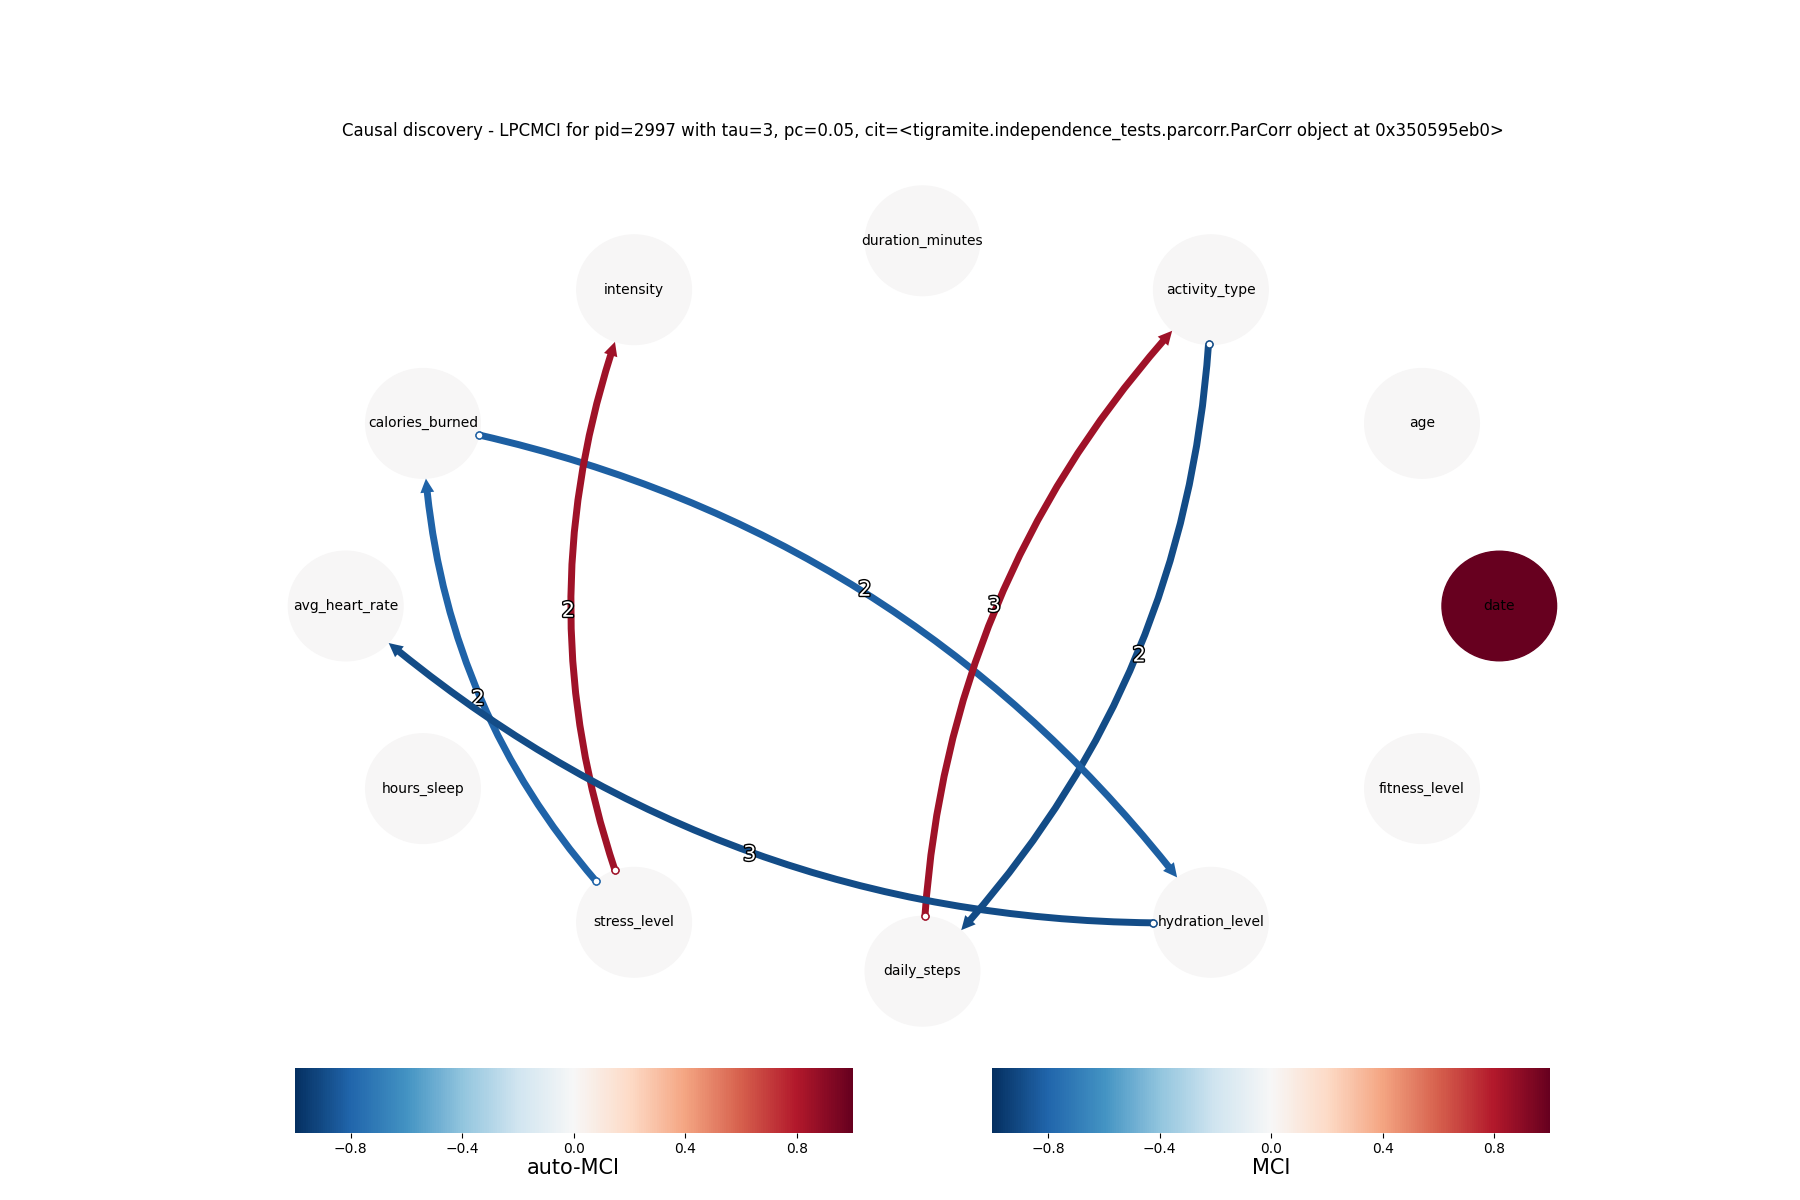 Causal discovery - LPCMCI for pid=2997 with tau=3, pc=0.05, cit=<tigramite.independence_tests.parcorr.ParCorr object at 0x350595eb0>
duration_minutes
intensity
activity_type
calories_burned
age
2
avg_heart_rate
2
3
date
2
2
hours_sleep
fitness_level
3
stress_level
hydration_level
daily_steps
−0.8 −0.4 0.0 0.4 0.8
auto-MCI
−0.8 −0.4 0.0 0.4 0.8
MCI